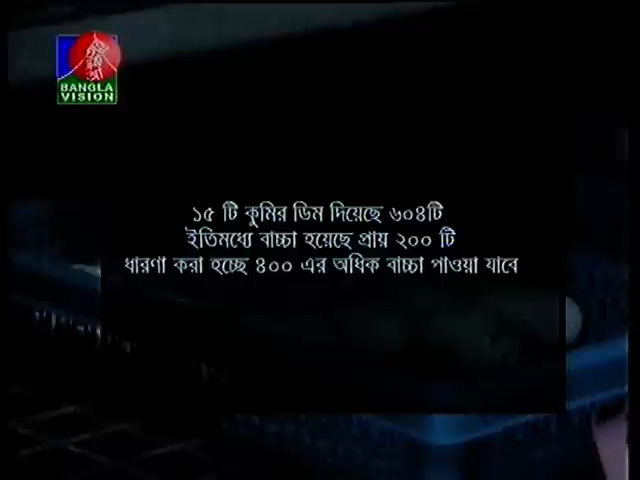 BANGLA
VISION
১৫ টি কুমির ডিম দিয়েছে ৬০৪টি
ইতিমধ্যে বাচ্চা হয়েছে প্রায় ২০০ টি
ধারণা করা হচ্ছে ৪০০ এর অধিক বাচ্চা পাওয়া যাবে